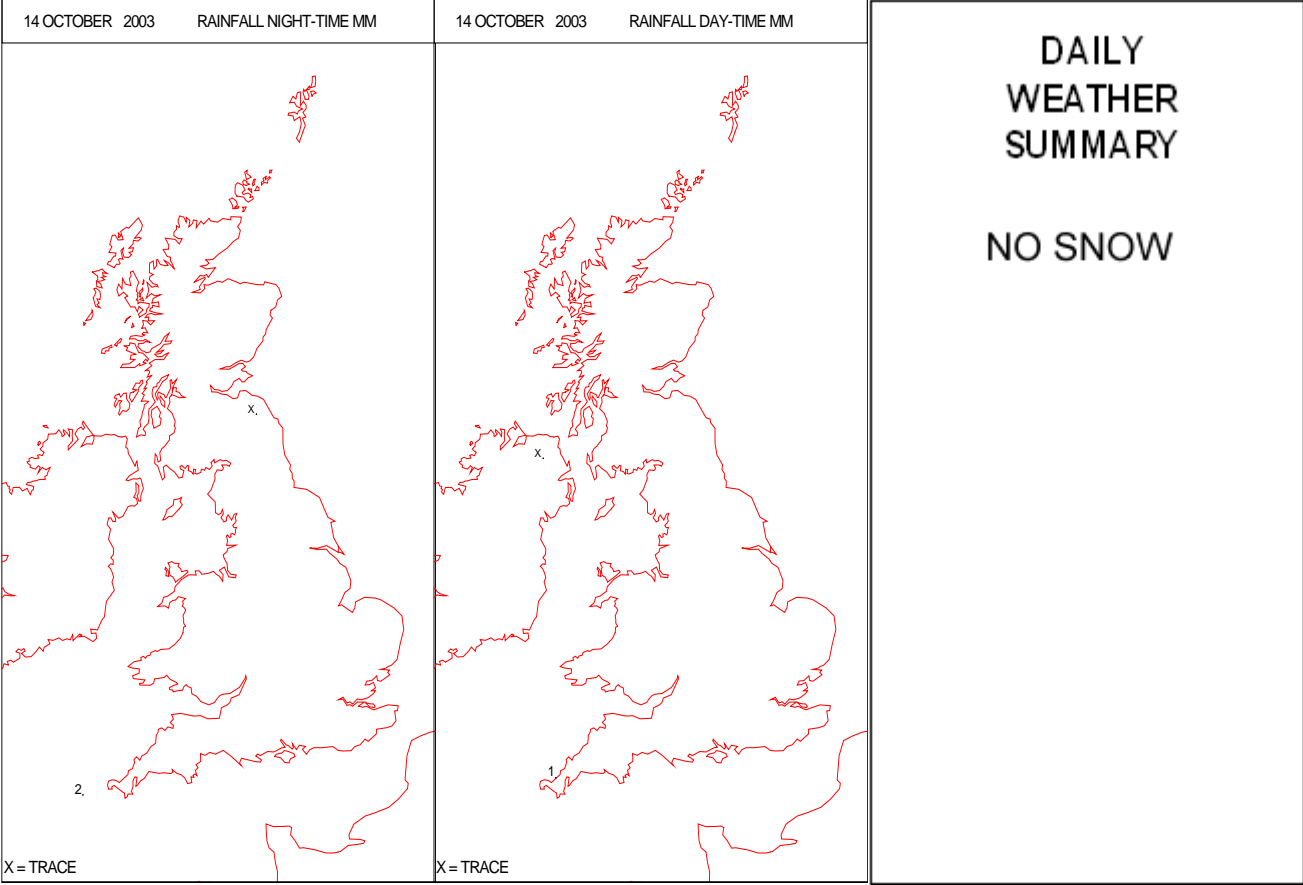 14 OCTOBER 2003 RAINFALL NIGHT-TIME MM
X.
2.
X = TRACE
14 OCTOBER 2003 RAINFALL DAY-TIME MM
X.
1.
X = TRACE
DAILY
WEATHER
SUMMARY
NO SNOW